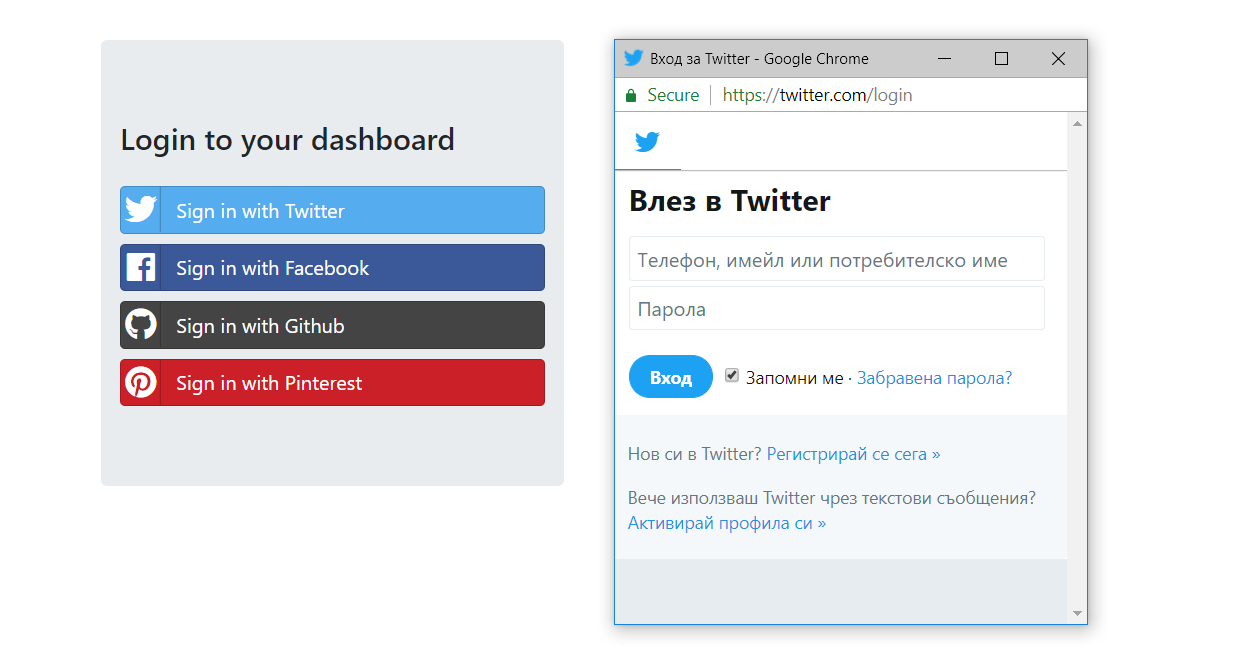 Login to your dashboard
Sign in with Twitter
Sign in with Facebook
Sign in with Github
Sign in with Pinterest
Вход за Twitter - Google Chrome
Secure | https://twitter.com/login
Влез в Twitter
Телефон, имейл или потребителско име
Парола
Вход Запомни ме · Забравена парола?
Нов си в Twitter? Регистрирай се сега »
Вече използваш Twitter чрез текстови съобщения?
Активирай профила си »